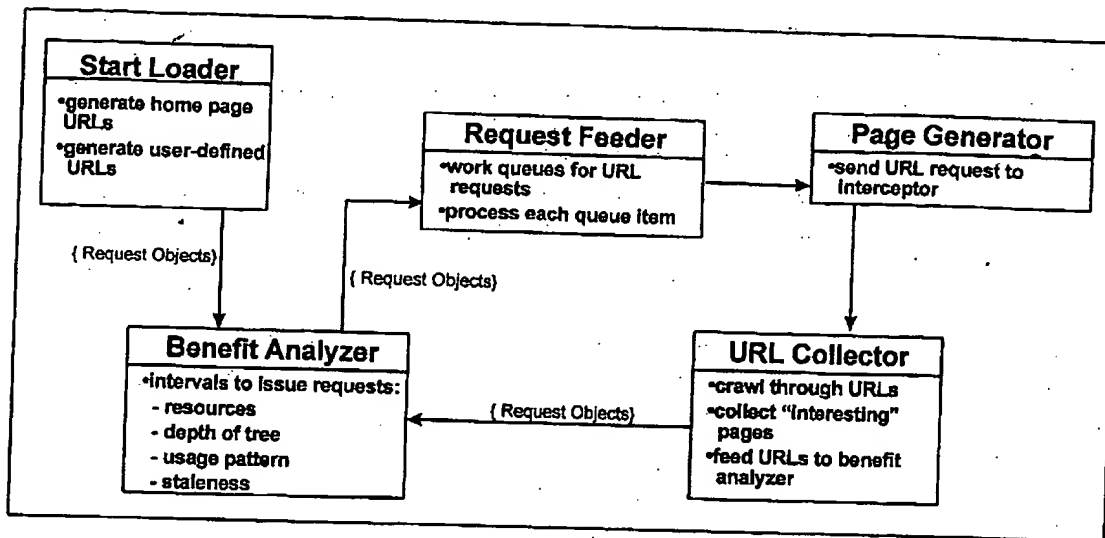 Start Loader
•generate home page
URLs
•generate user-defined
URLs
{ Request Objects}
Request Feeder
•work queues for URL
requests
•process each queue item
Page Generator
•send URL request to
interceptor
{ Request Objects}
Benefit Analyzer
•intervals to issue requests:
- resources
- depth of tree
- usage pattern
- staleness
{ Request Objects}
URL Collector
•crawl through URLs
•collect "interesting"
pages
•feed URLs to benefit
analyzer